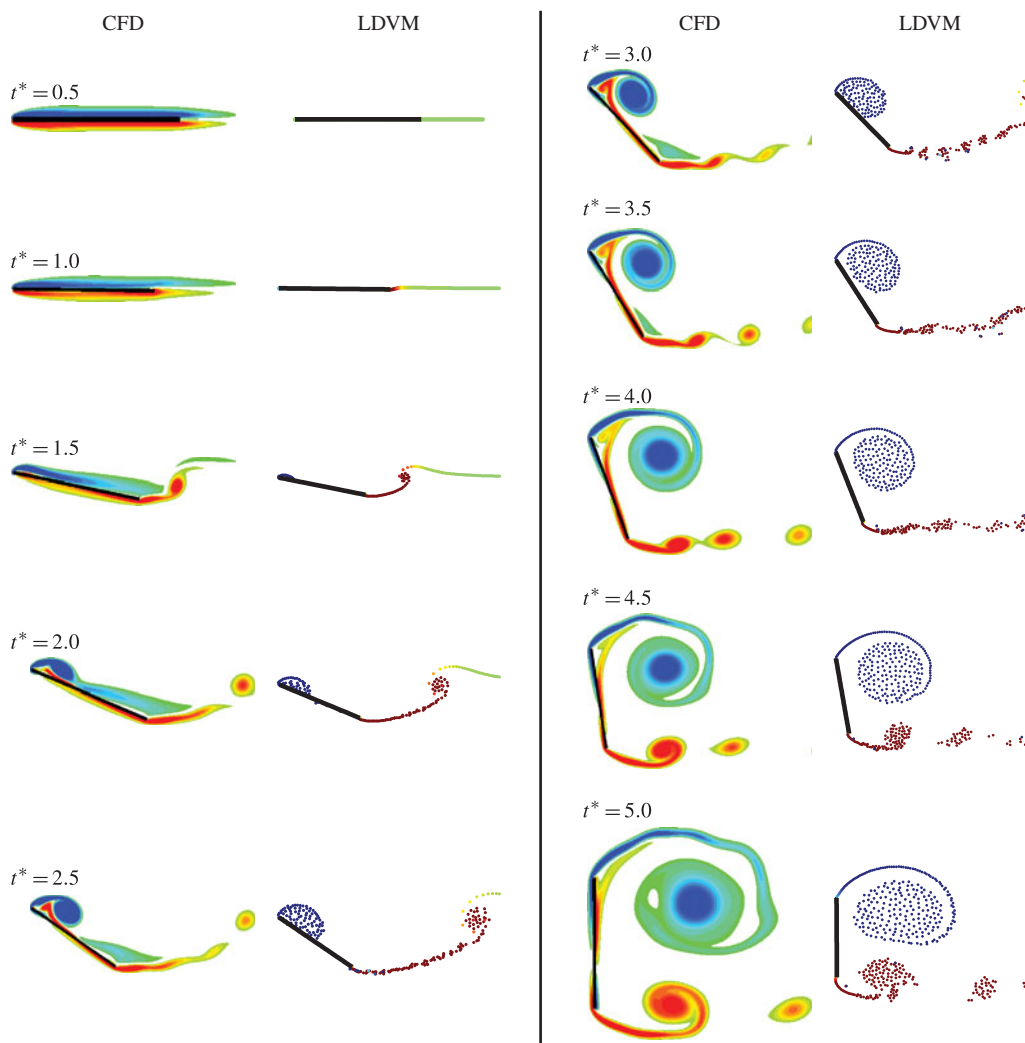 CFD LDVM
t* = 0.5
t* = 1.0
t* = 1.5
t* = 2.0
t* = 2.5
CFD LDVM
t* = 3.0
t* = 3.5
t* = 4.0
t* = 4.5
t* = 5.0